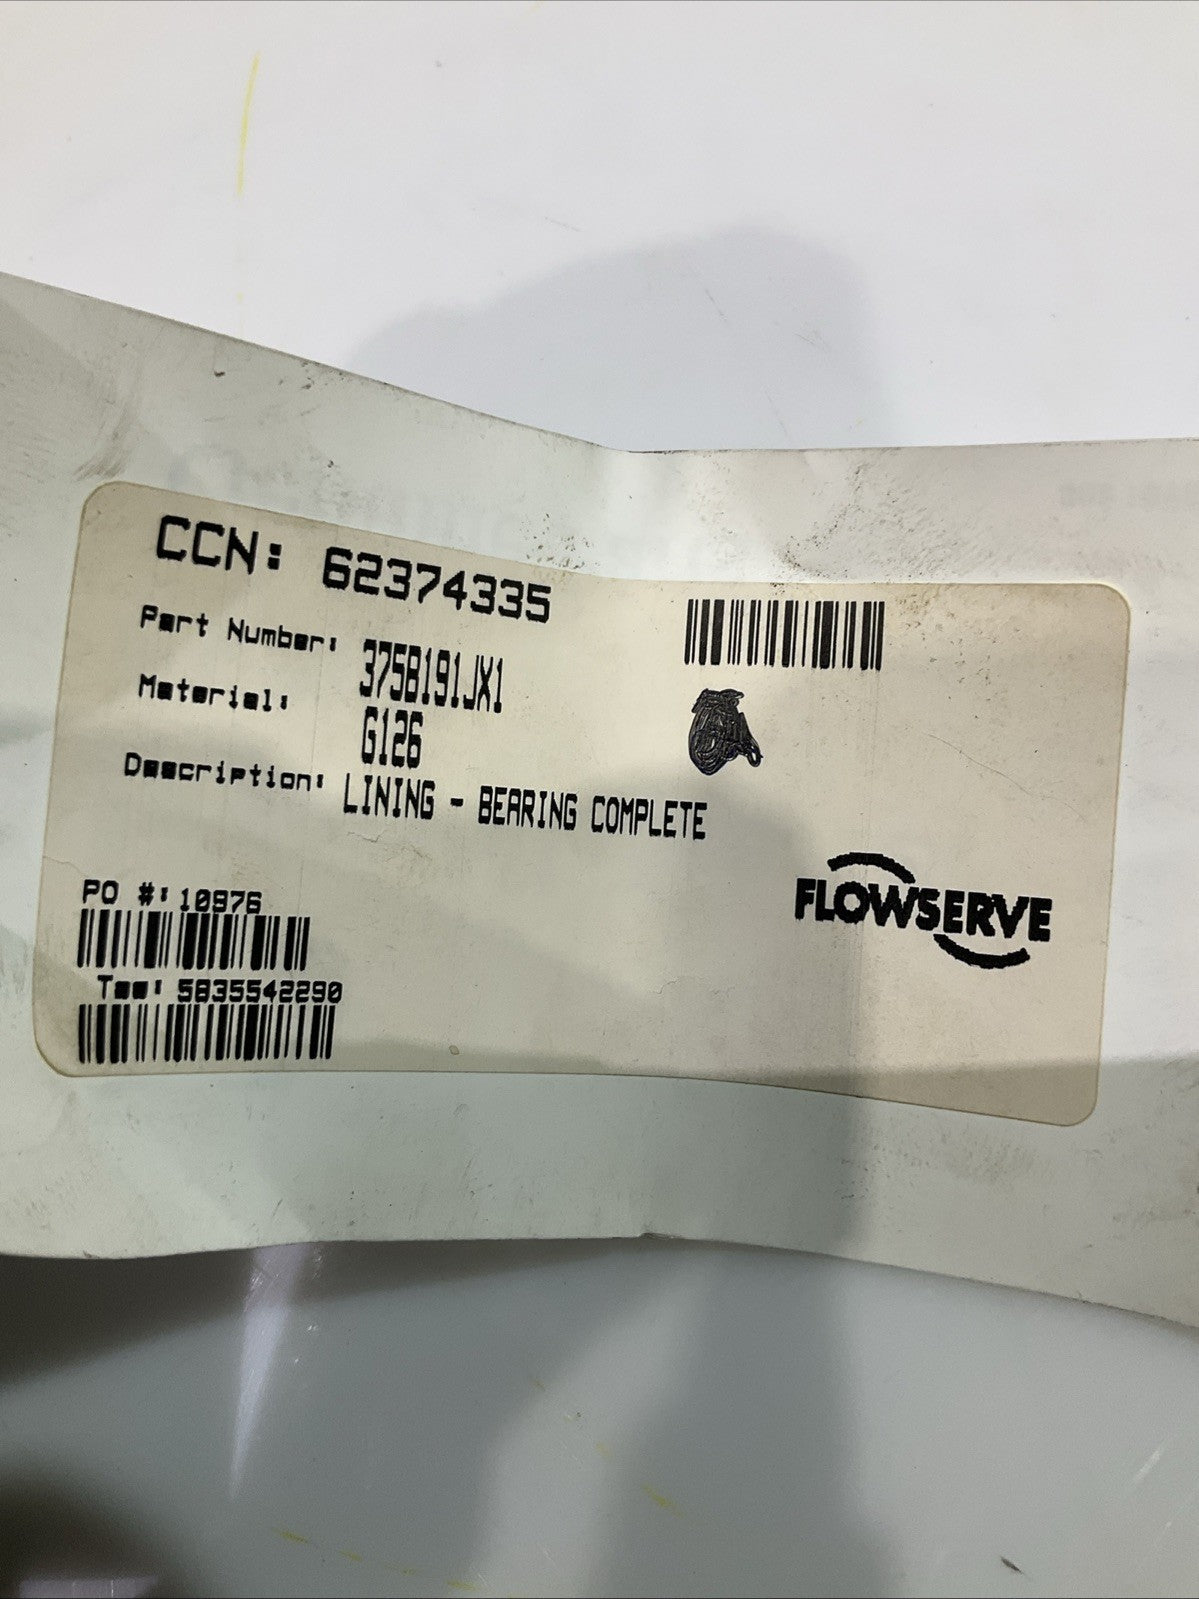 CCN: 62374335
Part Number: 375B191JX1
Material: G126
Description: LINING - BEARING COMPLETE
PO #: 10976
Tag: 5835542290
FLOWSERVE